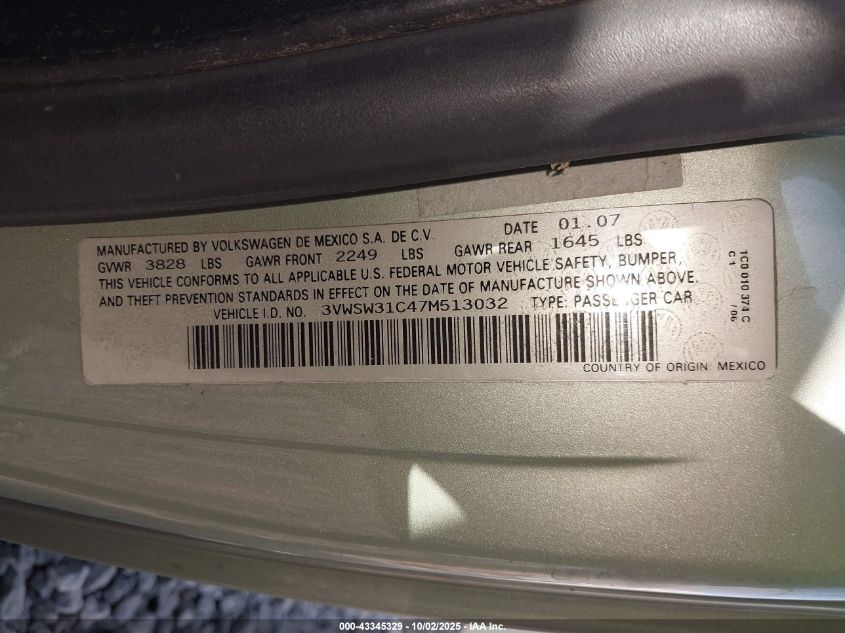 MANUFACTURED BY VOLKSWAGEN DE MEXICO S.A. DE C.V. DATE 01.07
GVWR 3828 LBS GAWR FRONT 2249 LBS GAWR REAR 1645 LBS
THIS VEHICLE CONFORMS TO ALL APPLICABLE U.S. FEDERAL MOTOR VEHICLE SAFETY, BUMPER,
AND THEFT PREVENTION STANDARDS IN EFFECT ON THE DATE OF MANUFACTURE SHOWN ABOVE.
VEHICLE I.D. NO. 3VWSW31C47M513032 TYPE: PASSENGER CAR
COUNTRY OF ORIGIN: MEXICO
1C0 010 374 C
C1 /06
000-43345329 - 10/02/2025 - IAA Inc.